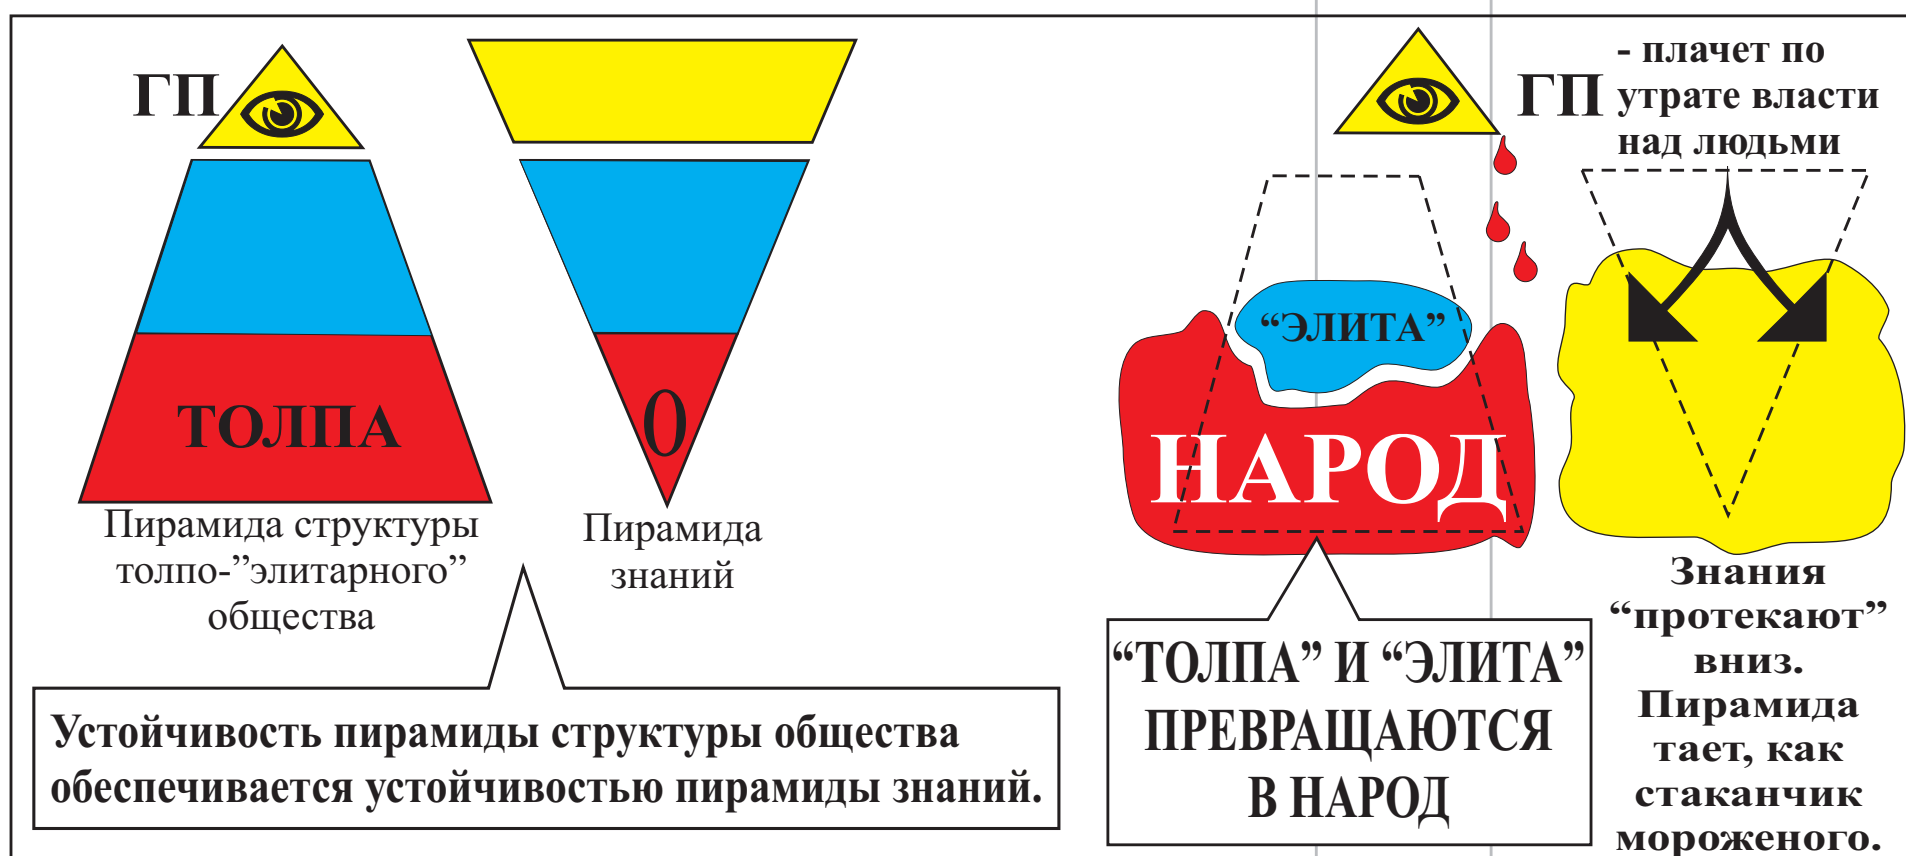 ГП
ТОЛПА
0
Пирамида структуры
толпо-”элитарного”
общества
Пирамида
знаний
Устойчивость пирамиды структуры общества
обеспечивается устойчивостью пирамиды знаний.
ГП
- плачет по
утрате власти
над людьми
“ЭЛИТА”
НАРОД
“ТОЛПА” И “ЭЛИТА”
ПРЕВРАЩАЮТСЯ
В НАРОД
Знания
“протекают”
вниз.
Пирамида
тает, как
стаканчик
мороженого.